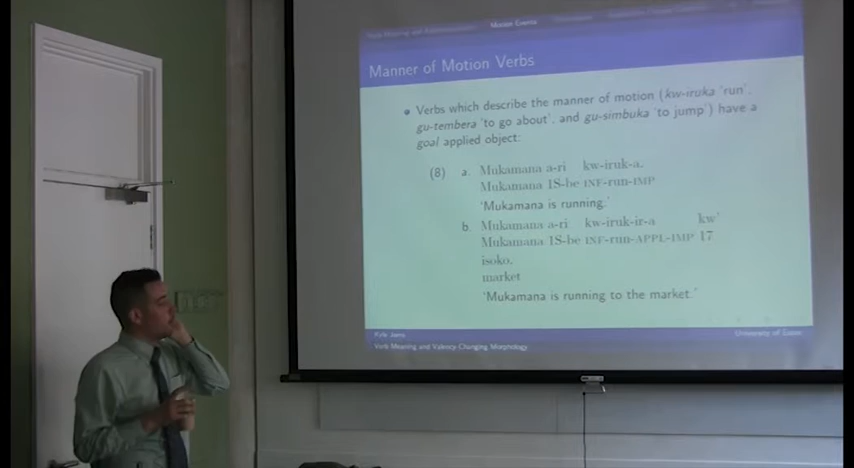 Motion Events
Manner of Motion Verbs
Verbs which describe the manner of motion (kw-iruka 'run',
gu-tembera 'to go about', and gu-simbuka 'to jump') have a
goal applied object:
(8) a. Mukamana a-ri kw-iruk-a.
Mukamana 1S-be INF-run-IMP
'Mukamana is running.'
b. Mukamana a-ri kw-iruk-ir-a kw'
Mukamana 1S-be INF-run-APPL-IMP 17
isoko.
market
'Mukamana is running to the market.'
University of
Verb Meaning and Valency-Changing Morphology